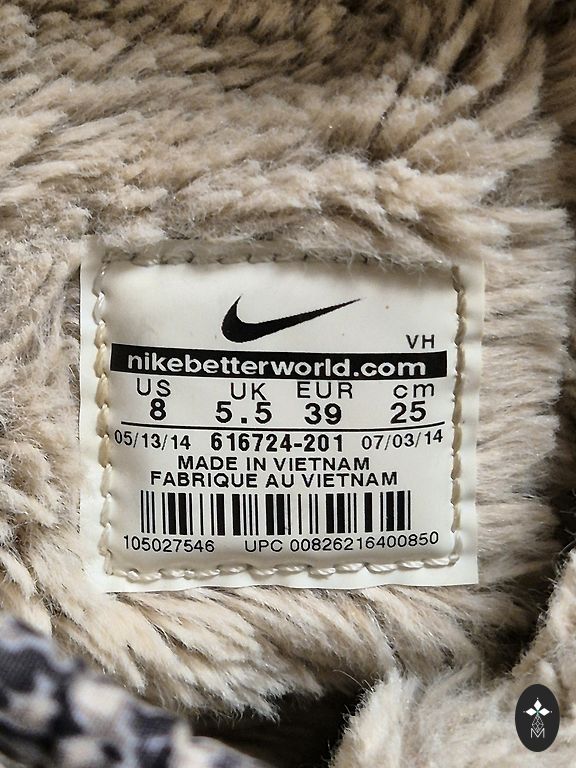 VH
nikebetterworld.com
US UK EUR cm
8 5.5 39 25
05/13/14 616724-201 07/03/14
MADE IN VIETNAM
FABRIQUE AU VIETNAM
105027546 UPC 00826216400850
M